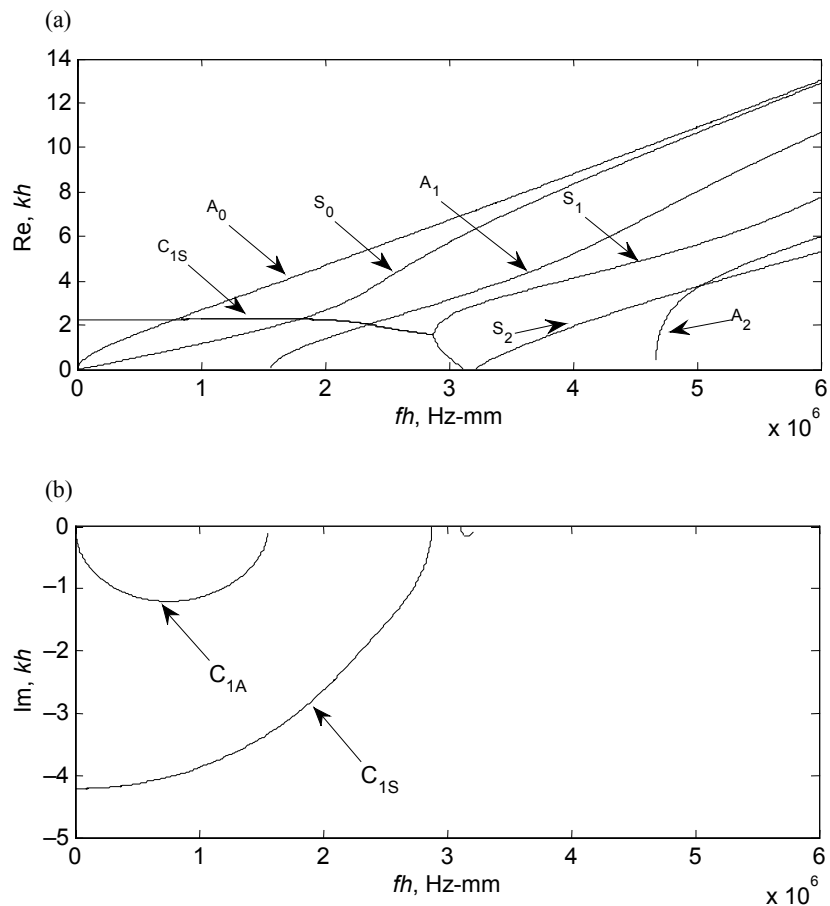 (a)
14
12
10
8
6
4
2
0
Re, kh
A0
S0
C1S
A1
S1
S2
A2
0 1 2 3 4 5 6
fh, Hz-mm
x 10^6
(b)
0
–1
–2
–3
–4
–5
Im, kh
C1A
C1S
0 1 2 3 4 5 6
fh, Hz-mm
x 10^6